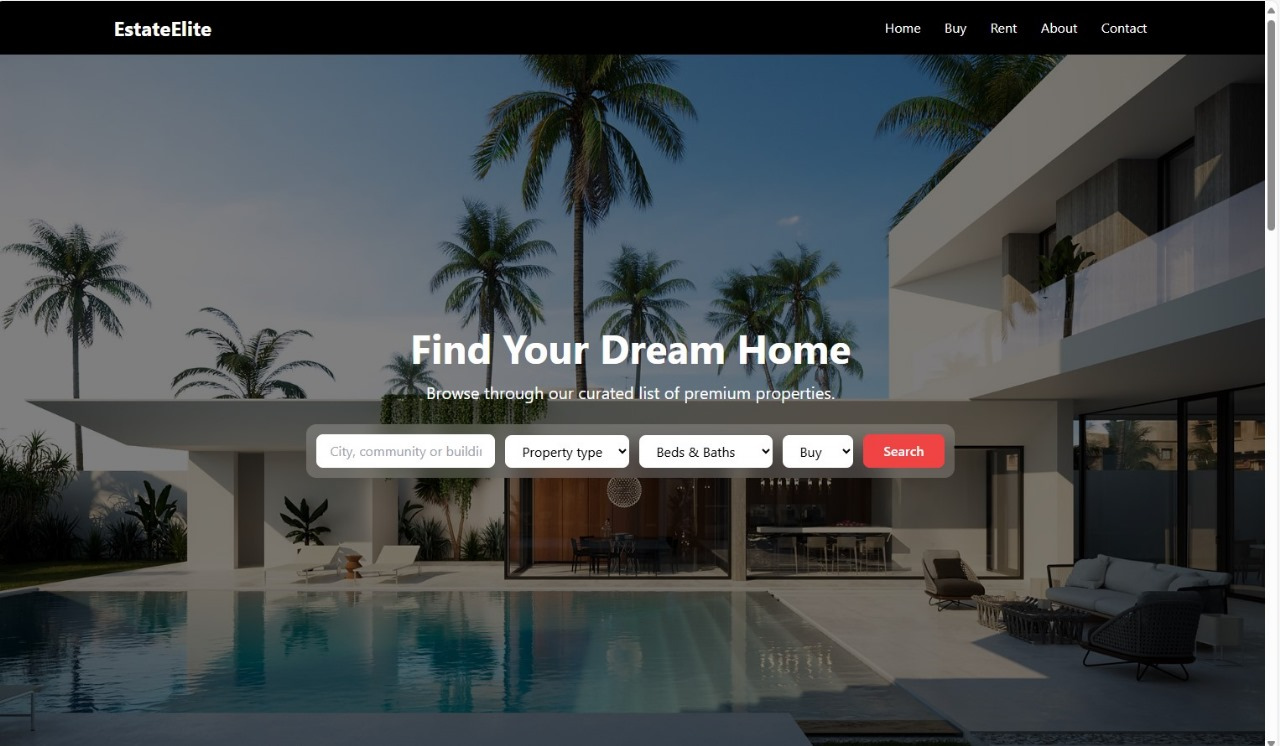 EstateElite
Home Buy Rent About Contact
Find Your Dream Home
Browse through our curated list of premium properties.
City, community or buildi Property type Beds & Baths Buy Search